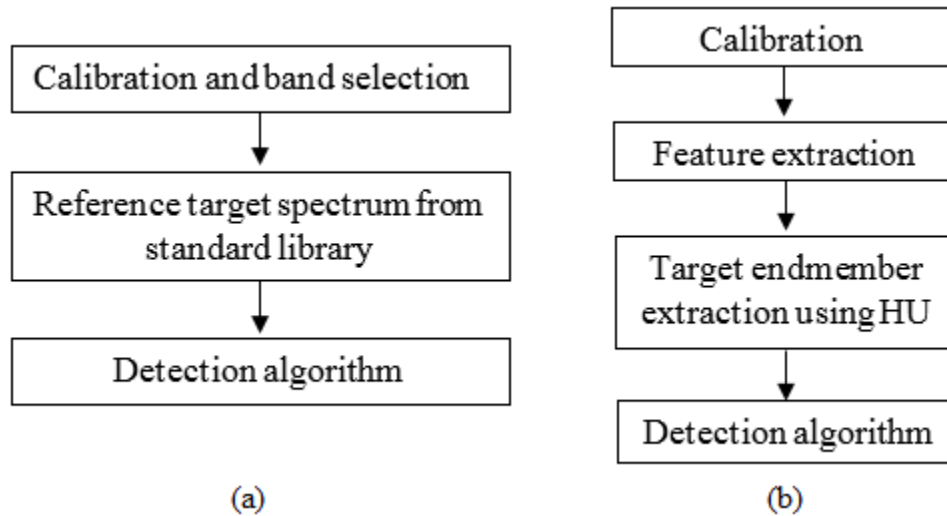 Calibration and band selection
Reference target spectrum from
standard library
Detection algorithm
(a)
Calibration
Feature extraction
Target endmember
extraction using HU
Detection algorithm
(b)